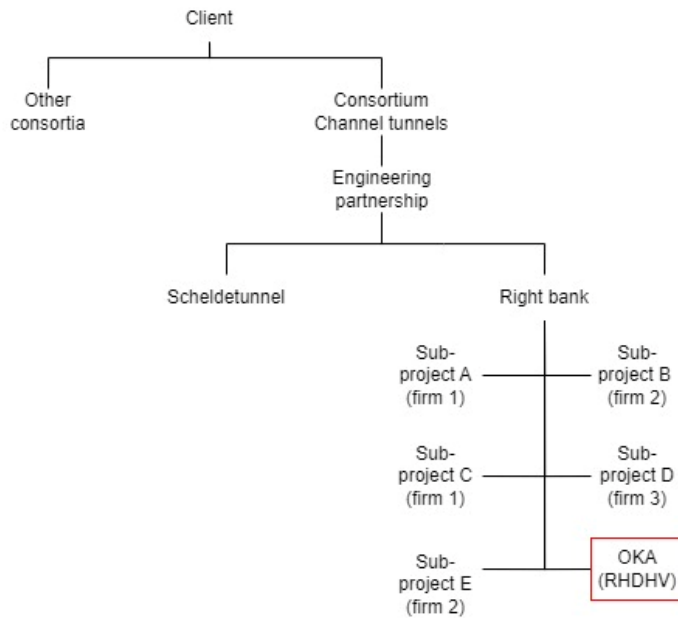 Client
Other
consortia
Consortium
Channel tunnels
Engineering
partnership
Scheldetunnel
Right bank
Sub-
project A
(firm 1)
Sub-
project B
(firm 2)
Sub-
project C
(firm 1)
Sub-
project D
(firm 3)
Sub-
project E
(firm 2)
OKA
(RHDHV)